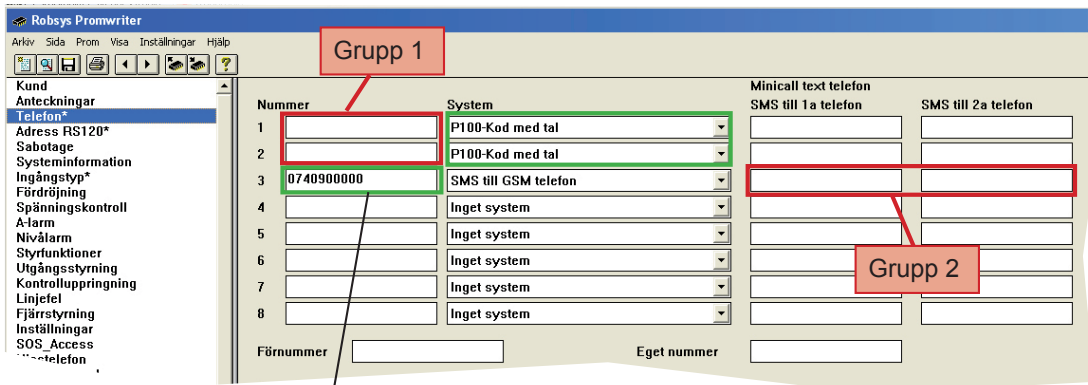 Robsys Promwriter
Arkiv Sida Prom Visa Inställningar Hjälp
Grupp 1
Kund
Anteckningar
Telefon*
Adress RS120*
Sabotage
Systeminformation
Ingångstyp*
Fördröjning
Spänningskontroll
A-larm
Nivålarm
Styrfunktioner
Utgångsstyrning
Kontrolluppringning
Linjefel
Fjärrstyrning
Inställningar
SOS_Access
Minicall text telefon
Nummer System SMS till 1a telefon SMS till 2a telefon
1 P100-Kod med tal
2 P100-Kod med tal
3 0740900000 SMS till GSM telefon
4 Inget system
5 Inget system
6 Inget system
7 Inget system
8 Inget system
Grupp 2
Förnummer Eget nummer